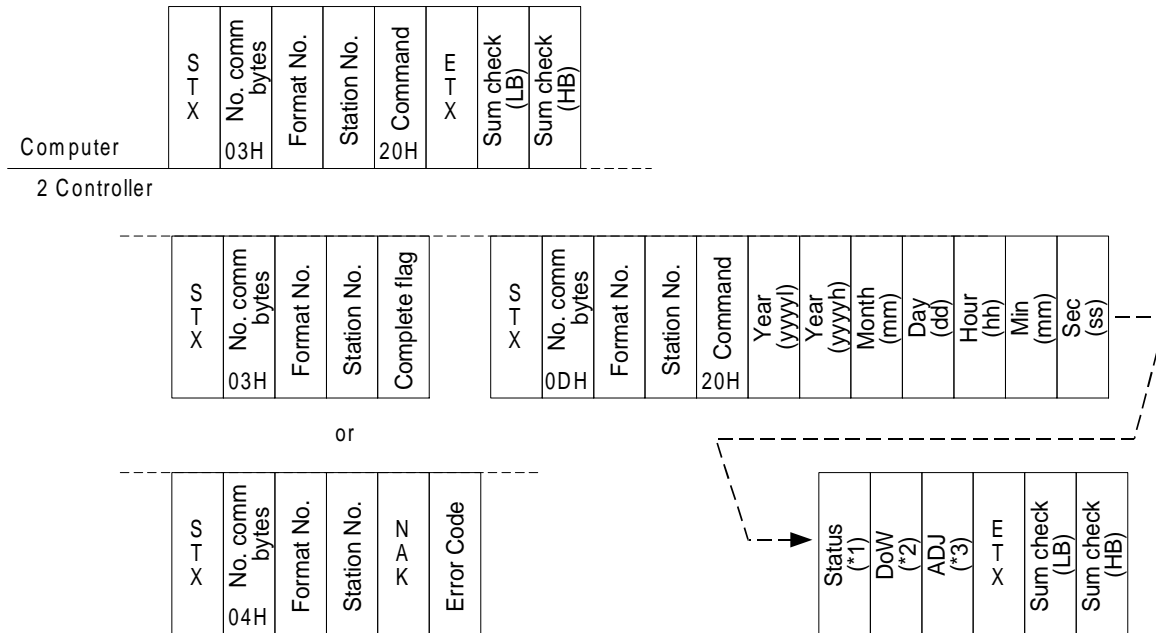 STX
No. comm bytes
03H
Format No.
Station No.
Command
20H
ETX
Sum check (LB)
Sum check (HB)
Computer
2 Controller
STX
No. comm bytes
03H
Format No.
Station No.
Complete flag
STX
No. comm bytes
0DH
Format No.
Station No.
Command
20H
Year (yyyyl)
Year (yyyyh)
Month (mm)
Day (dd)
Hour (hh)
Min (mm)
Sec (ss)
or
STX
No. comm bytes
04H
Format No.
Station No.
NAK
Error Code
Status (*1)
DoW (*2)
ADJ (*3)
ETX
Sum check (LB)
Sum check (HB)